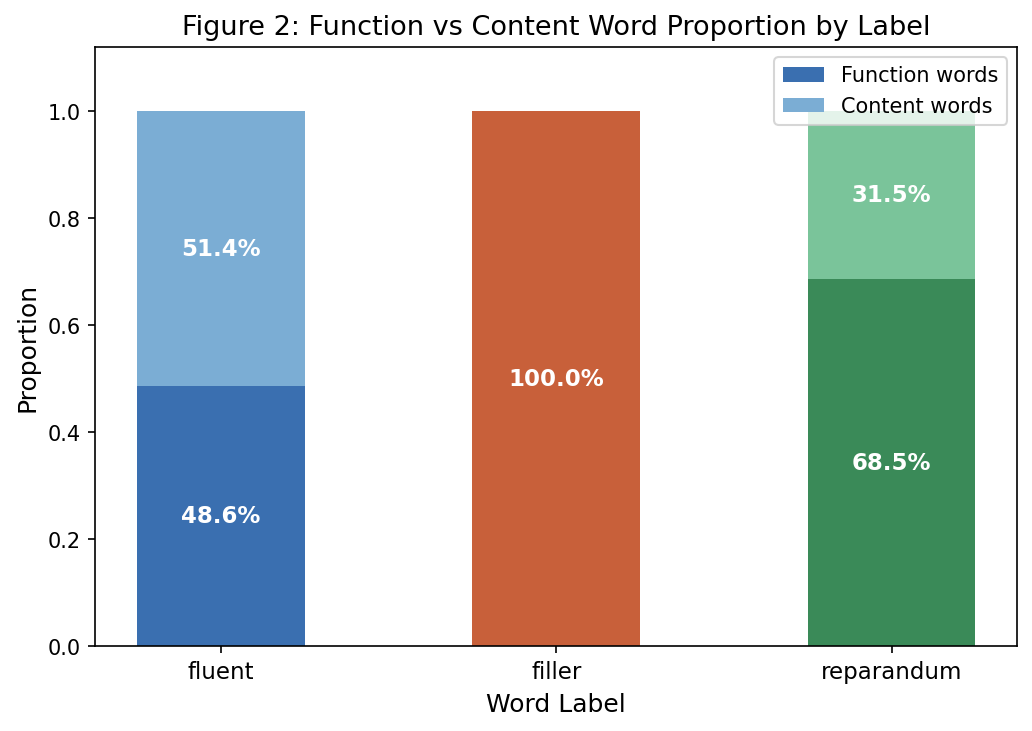 Figure 2: Function vs Content Word Proportion by Label
Function words
Content words
1.0
0.8
0.6
0.4
0.2
0.0
Proportion
51.4%
48.6%
100.0%
31.5%
68.5%
fluent
filler
reparandum
Word Label